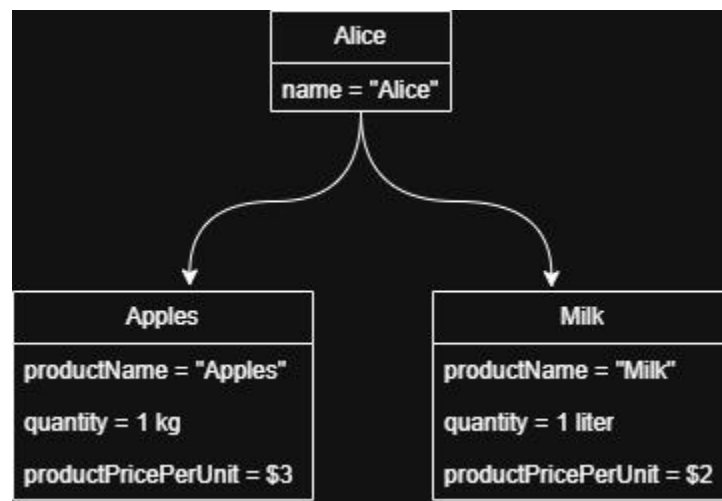 Alice
name = "Alice"
Apples
productName = "Apples"
quantity = 1 kg
productPricePerUnit = $3
Milk
productName = "Milk"
quantity = 1 liter
productPricePerUnit = $2